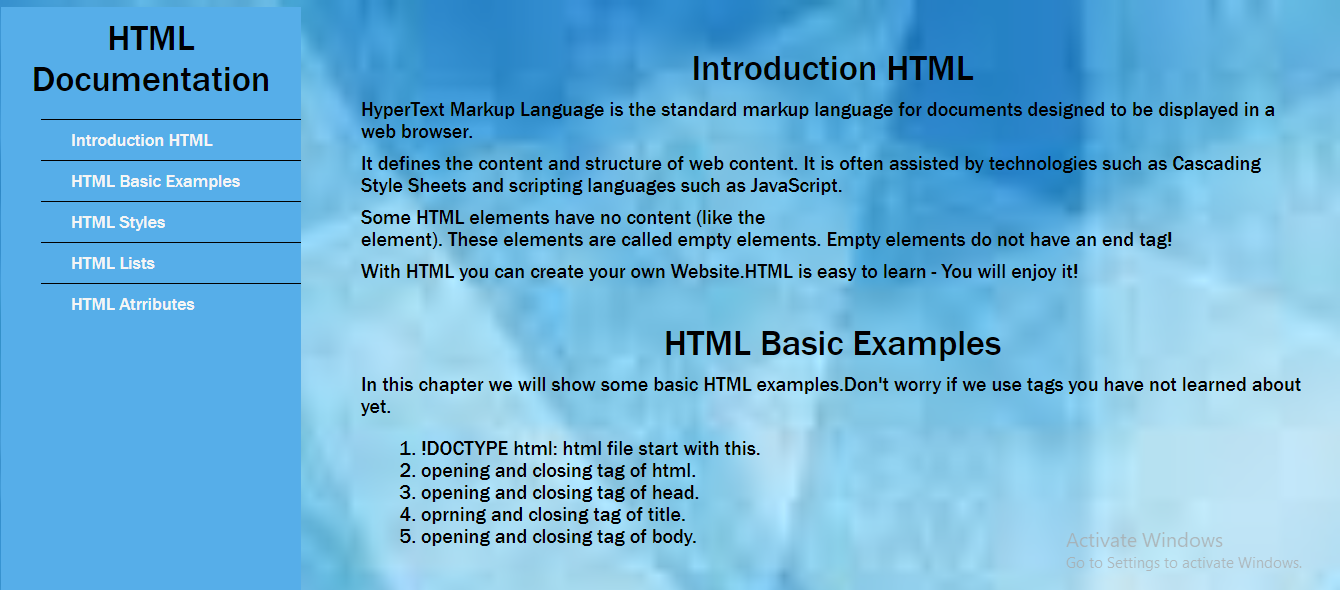 HTML
Documentation
Introduction HTML
HTML Basic Examples
HTML Styles
HTML Lists
HTML Atrributes
Introduction HTML
HyperText Markup Language is the standard markup language for documents designed to be displayed in a
web browser.
It defines the content and structure of web content. It is often assisted by technologies such as Cascading
Style Sheets and scripting languages such as JavaScript.
Some HTML elements have no content (like the
element). These elements are called empty elements. Empty elements do not have an end tag!
With HTML you can create your own Website.HTML is easy to learn - You will enjoy it!
HTML Basic Examples
In this chapter we will show some basic HTML examples.Don't worry if we use tags you have not learned about
yet.
1. !DOCTYPE html: html file start with this.
2. opening and closing tag of html.
3. opening and closing tag of head.
4. oprning and closing tag of title.
5. opening and closing tag of body.
Activate Windows
Go to Settings to activate Windows.